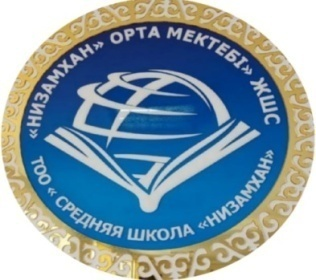 «НИЗАМХАН» ОРТА МЕКТЕБІ» ЖШС
ТОО « СРЕДНЯЯ ШКОЛА «НИЗАМХАН»